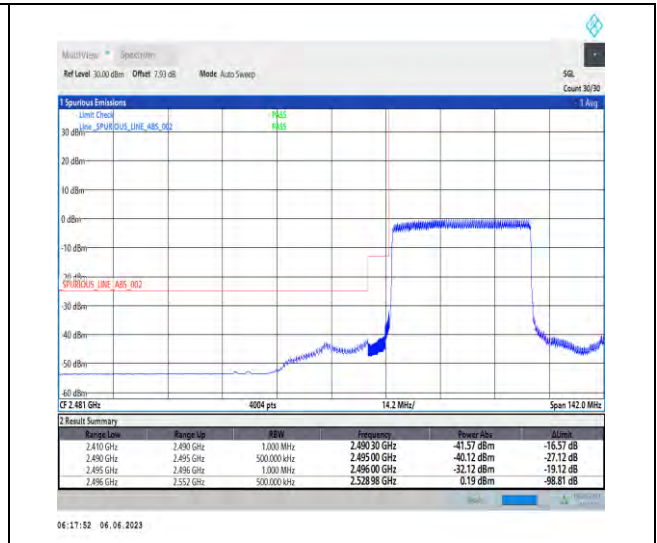 MultiView Spectrum
Ref Level 30.00 dBm Offset 7.93 dB Mode Auto Sweep SGL
Count 30/30
1 Spurious Emissions 1 Avg
Limit Check PASS
Line _SPURIOUS_LINE_ABS_002 PASS
30 dBm
20 dBm
10 dBm
0 dBm
-10 dBm
-20 dBm
SPURIOUS_LINE_ABS_002
-30 dBm
-40 dBm
-50 dBm
-60 dBm
CF 2.481 GHz 4004 pts 14.2 MHz/ Span 142.0 MHz
2 Result Summary
Range Low Range Up RBW Frequency Power Abs ΔLimit
2.410 GHz 2.490 GHz 1.000 MHz 2.490 30 GHz -41.57 dBm -16.57 dB
2.490 GHz 2.495 GHz 500.000 kHz 2.495 00 GHz -40.12 dBm -27.12 dB
2.495 GHz 2.496 GHz 1.000 MHz 2.496 00 GHz -32.12 dBm -19.12 dB
2.496 GHz 2.552 GHz 500.000 kHz 2.528 98 GHz 0.19 dBm -98.81 dB
Ready
06:17:52 06.06.2023